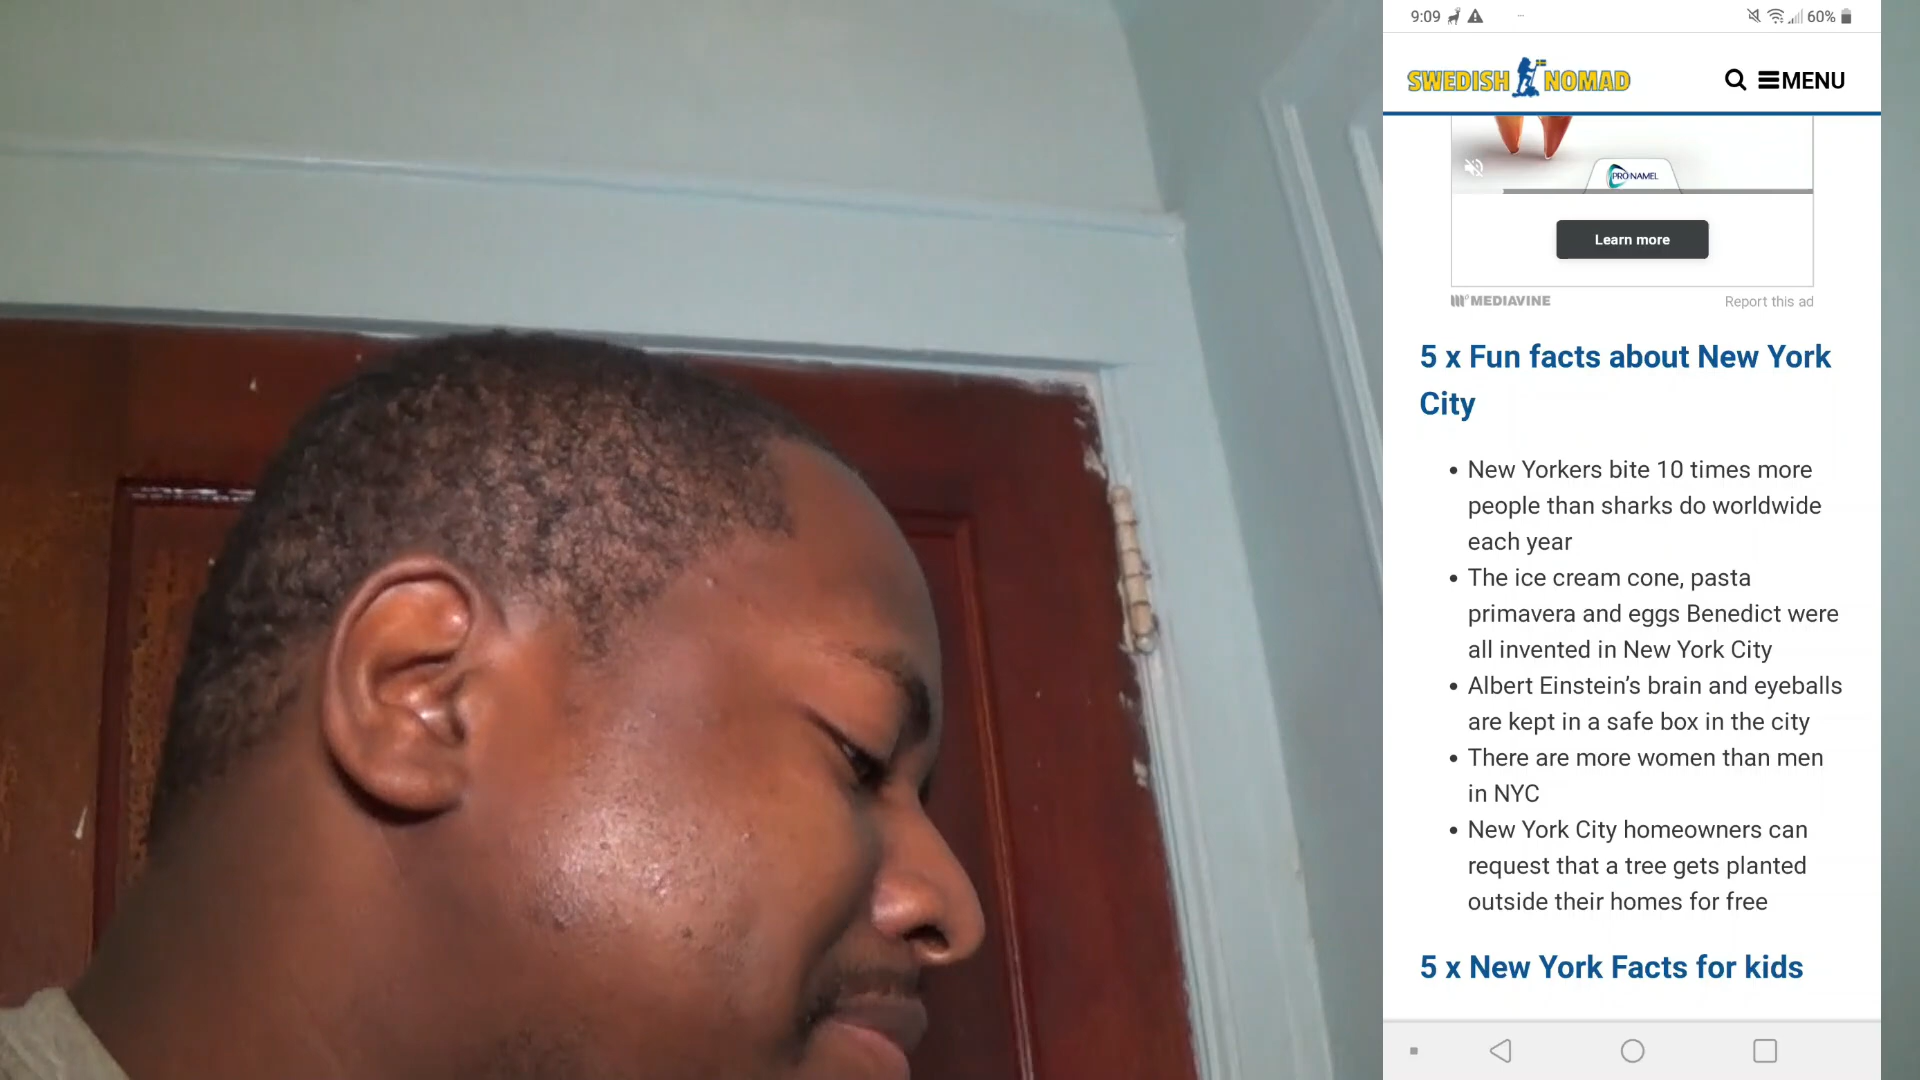 9:09
60%
SWEDISH NOMAD
MENU
PRONAMEL
Learn more
MEDIAVINE
Report this ad
5 x Fun facts about New York
City
• New Yorkers bite 10 times more
people than sharks do worldwide
each year
• The ice cream cone, pasta
primavera and eggs Benedict were
all invented in New York City
• Albert Einstein’s brain and eyeballs
are kept in a safe box in the city
• There are more women than men
in NYC
• New York City homeowners can
request that a tree gets planted
outside their homes for free
5 x New York Facts for kids